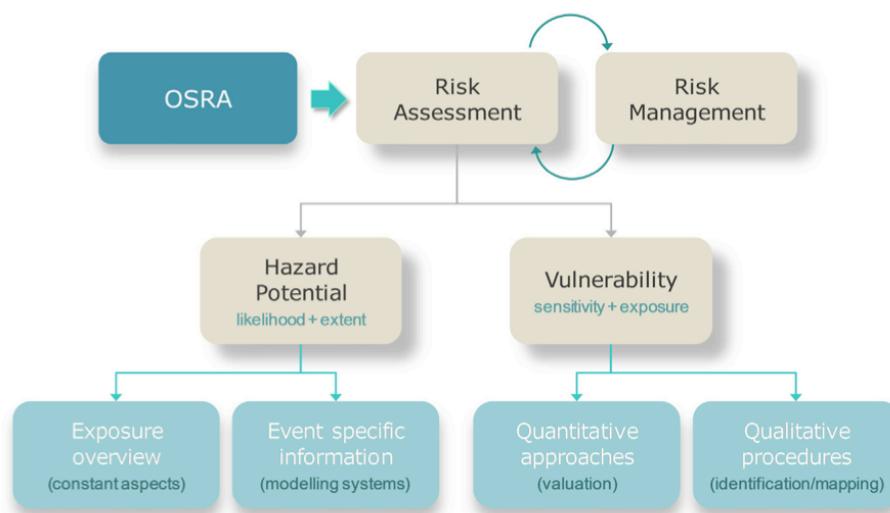 OSRA
Risk
Assessment
Risk
Management
Hazard
Potential
likelihood + extent
Vulnerability
sensitivity + exposure
Exposure
overview
(constant aspects)
Event specific
information
(modelling systems)
Quantitative
approaches
(valuation)
Qualitative
procedures
(identification/mapping)